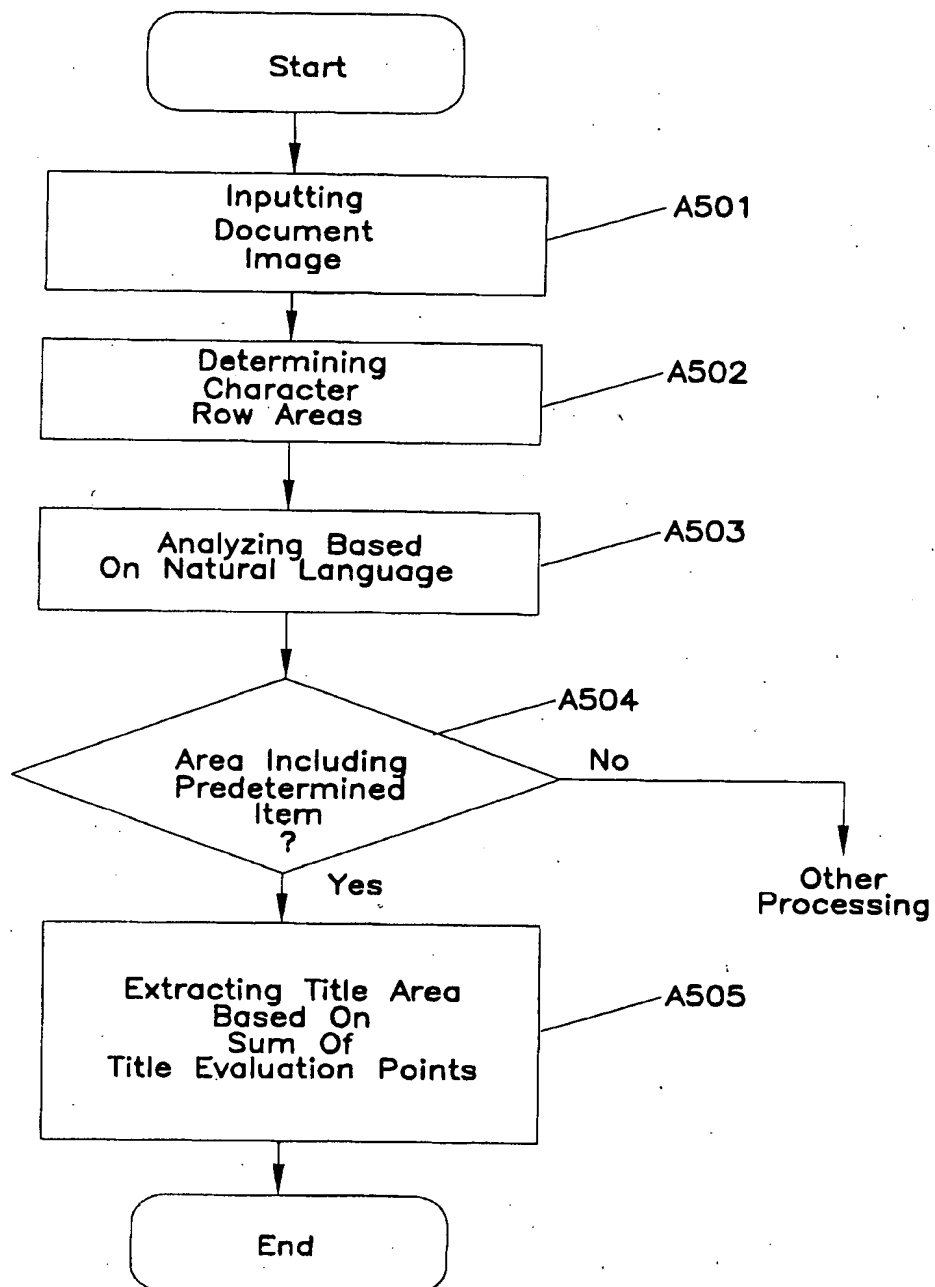 Start
Inputting
Document
Image
A501
Determining
Character
Row Areas
A502
Analyzing Based
On Natural Language
A503
A504
Area Including
Predetermined
Item
?
No
Yes
Other
Processing
Extracting Title Area
Based On
Sum Of
Title Evaluation Points
A505
End